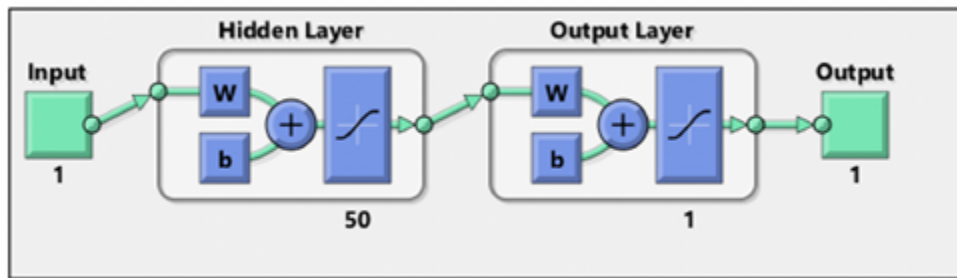 Hidden Layer
Output Layer
Input
Output
W
W
+
+
b
b
1
1
50
1